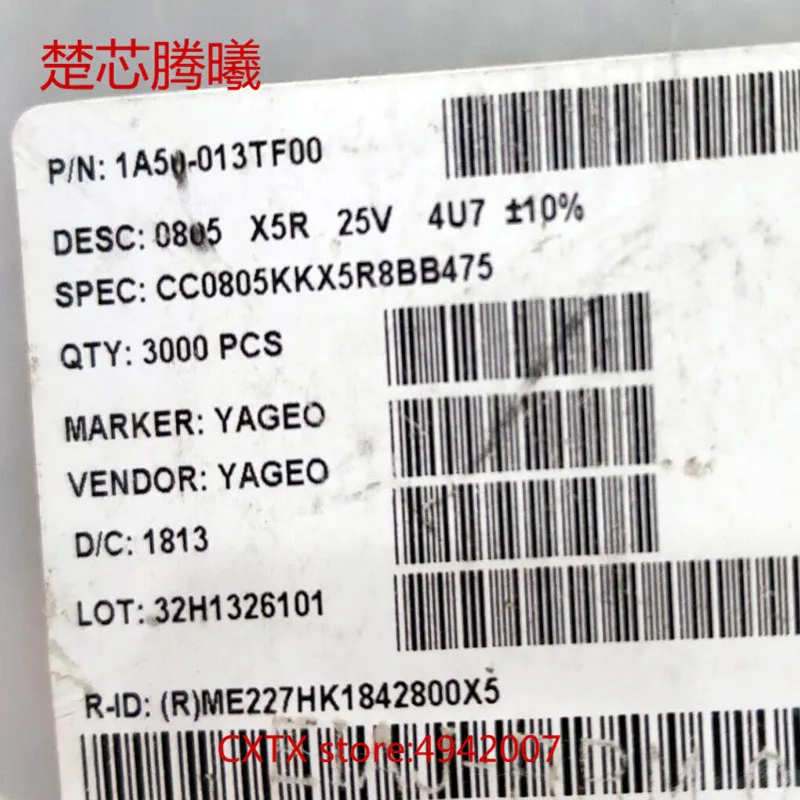 楚芯腾曦
P/N: 1A50-013TF00
DESC: 0805 X5R 25V 4U7 ±10%
SPEC: CC0805KKX5R8BB475
QTY: 3000 PCS
MARKER: YAGEO
VENDOR: YAGEO
D/C: 1813
LOT: 32H1326101
R-ID: (R)ME227HK1842800X5
CXTX store:4942007